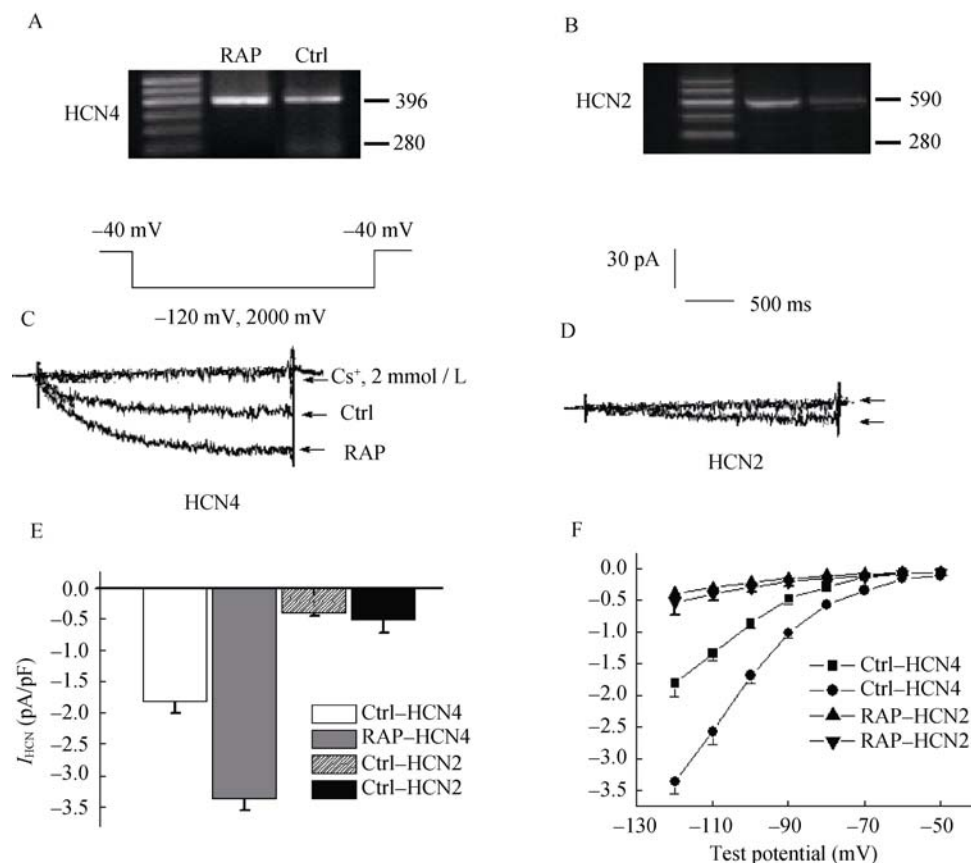 A
RAP Ctrl
HCN4
396
280
B
HCN2
590
280
–40 mV –40 mV
–120 mV, 2000 mV
30 pA
500 ms
C
Cs⁺, 2 mmol / L
Ctrl
RAP
HCN4
D
HCN2
E
0.0
–0.5
–1.0
–1.5
–2.0
–2.5
–3.0
–3.5
I_HCN (pA/pF)
Ctrl–HCN4
RAP–HCN4
Ctrl–HCN2
Ctrl–HCN2
F
0.0
–0.5
–1.0
–1.5
–2.0
–2.5
–3.0
–3.5
Ctrl–HCN4
Ctrl–HCN4
RAP–HCN2
RAP–HCN2
–130 –110 –90 –70 –50
Test potential (mV)